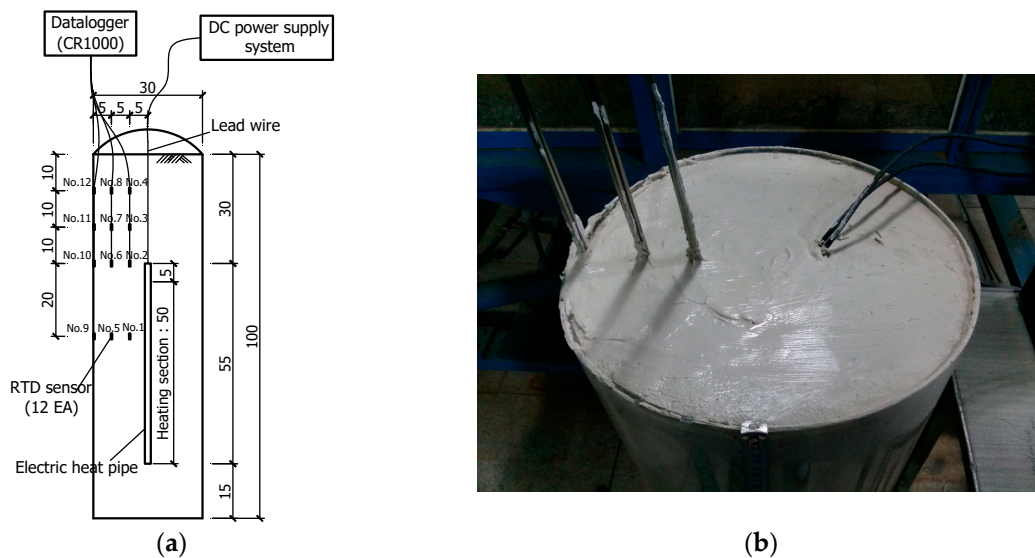 Datalogger
(CR1000)
DC power supply
system
30
5 5 5
Lead wire
10
No.12 No.8 No.4
10
No.11 No.7 No.3
30
10
No.10 No.6 No.2
5
20
No.9 No.5 No.1
Heating section : 50
55
100
RTD sensor
(12 EA)
Electric heat pipe
15
(a)
(b)